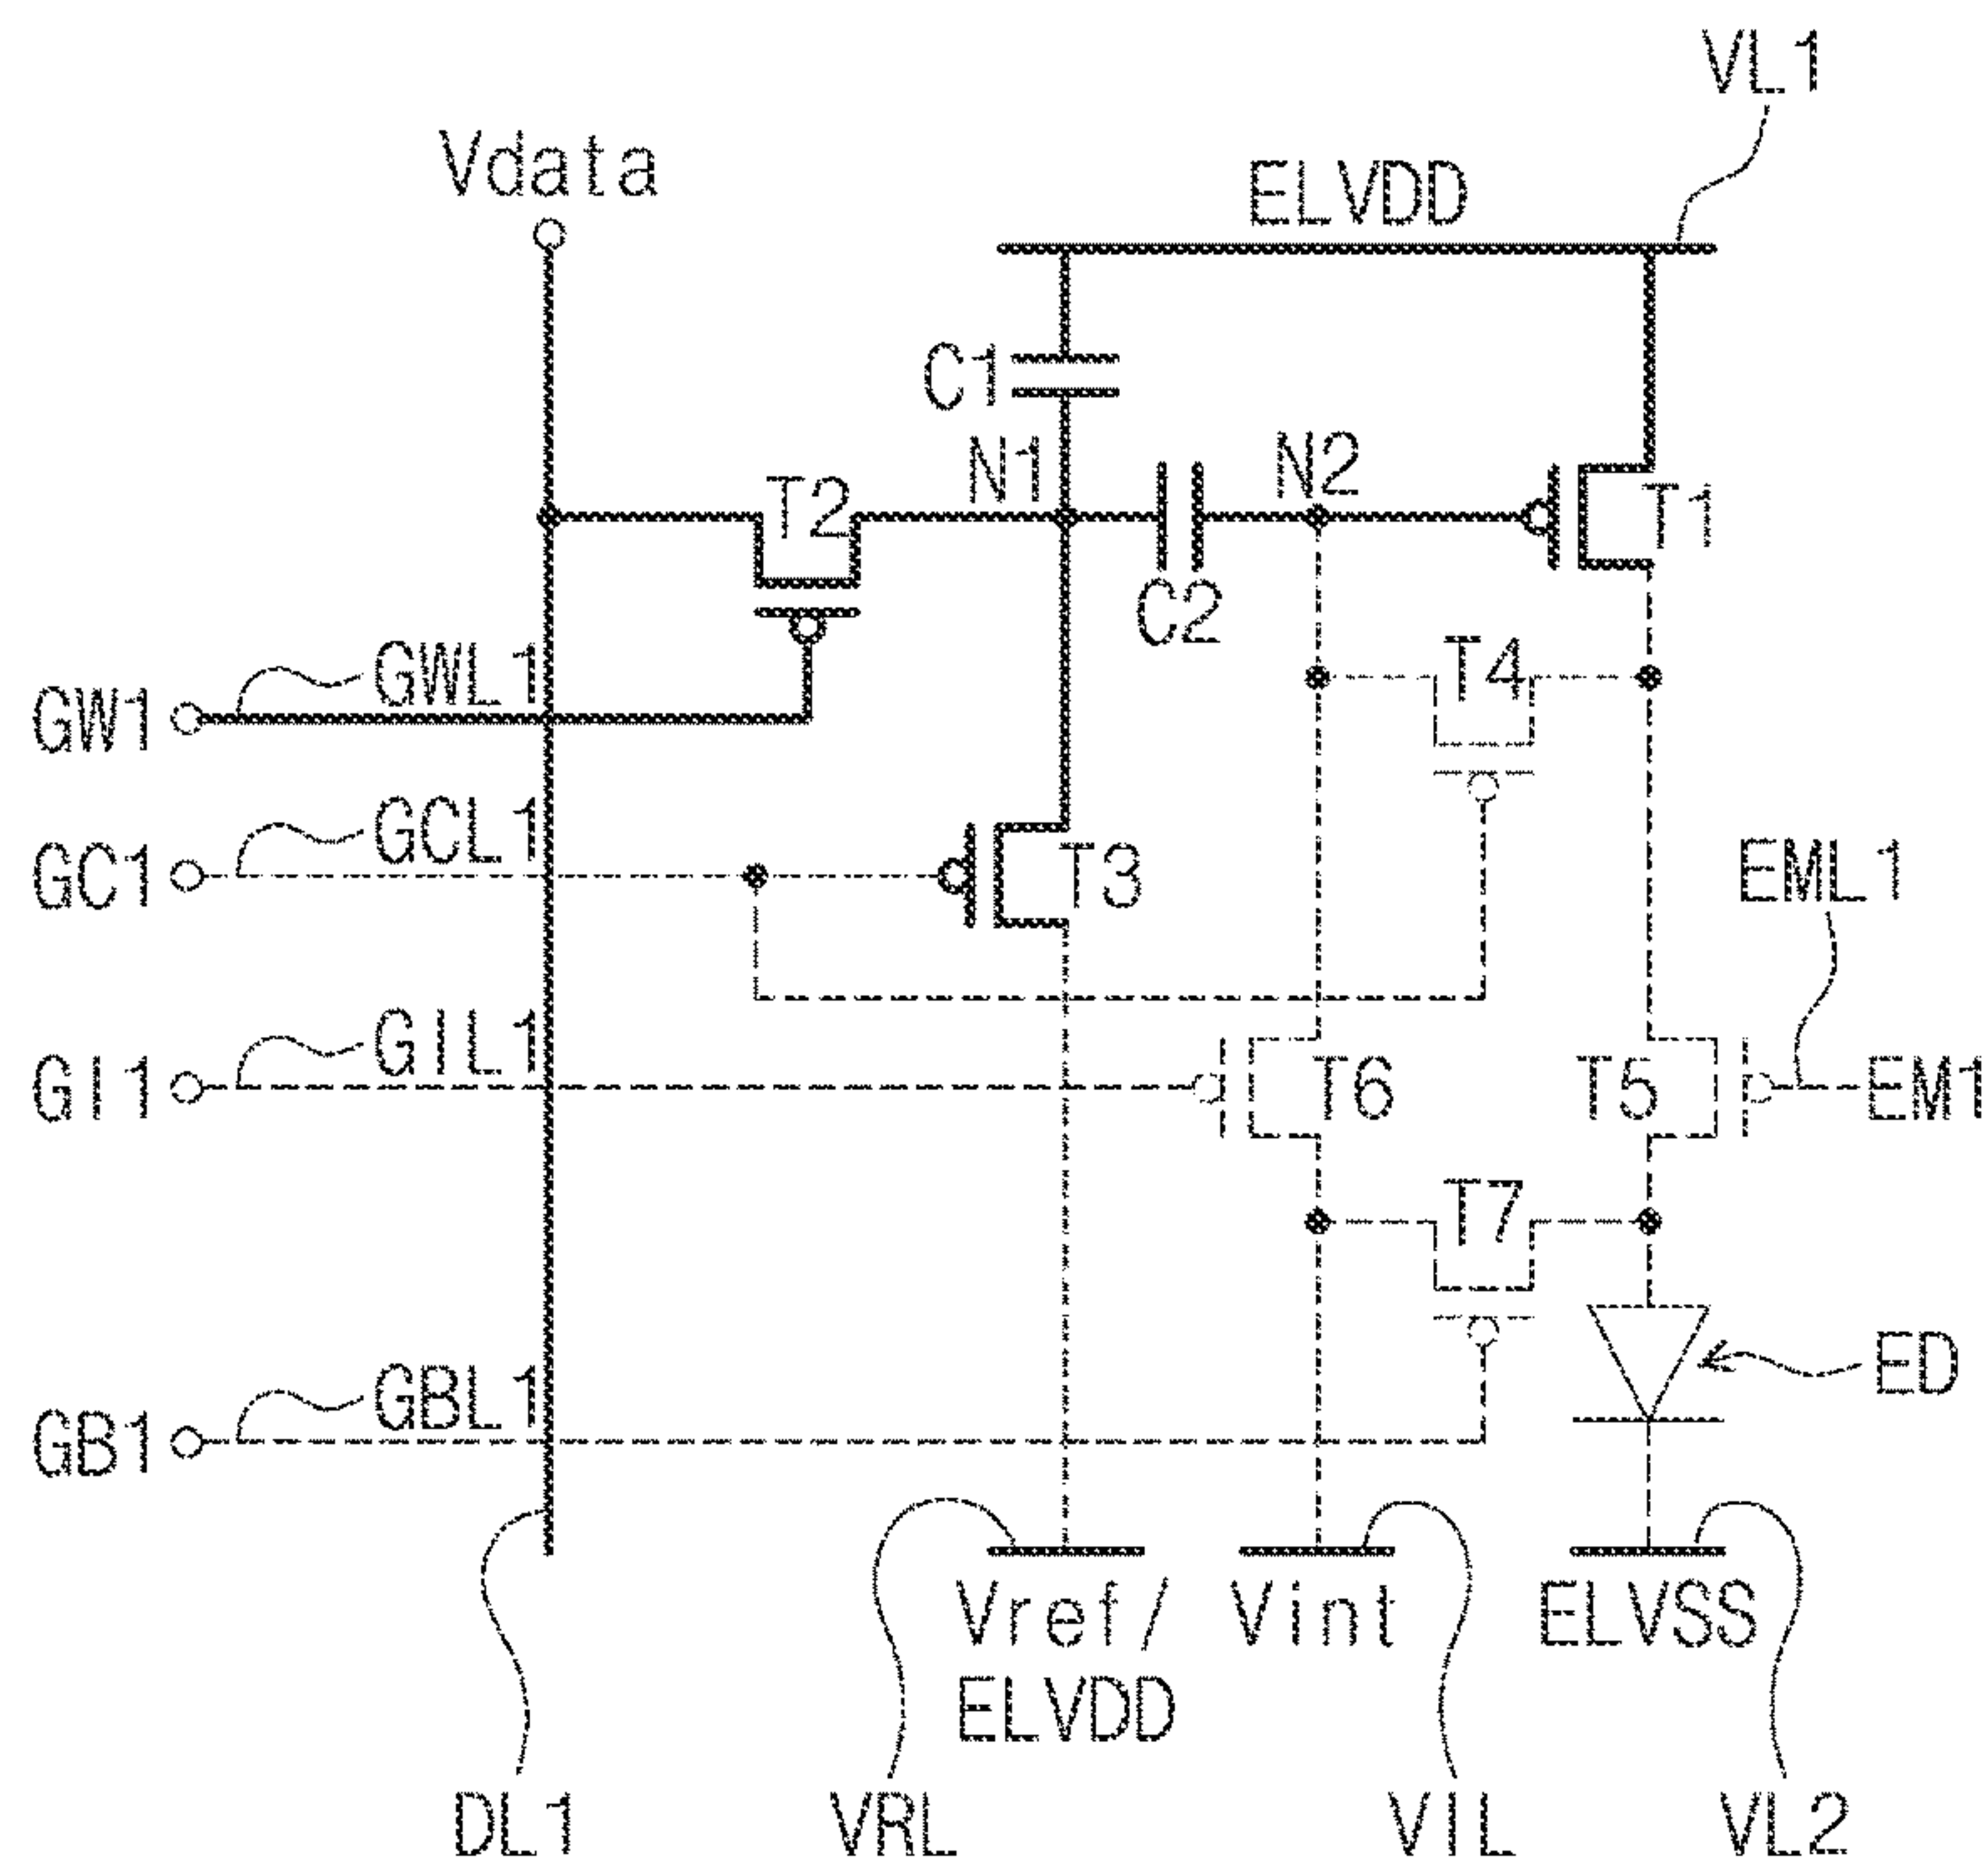 VL1
Vdata
ELVDD
C1
N1
N2
T2
T1
C2
GWL1
T4
GW1
GCL1
GC1
T3
EML1
GIL1
GI1
T6
T5
EM1
T7
GBL1
ED
GB1
Vref/
ELVDD
Vint
ELVSS
DL1
VRL
VIL
VL2